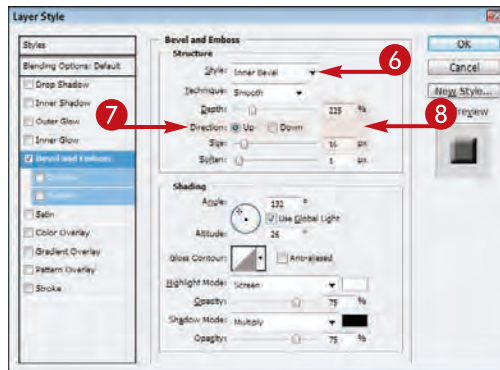 Layer Style
Styles
Blending Options: Default
Drop Shadow
Inner Shadow
Outer Glow
Inner Glow
Bevel and Emboss
Satin
Color Overlay
Gradient Overlay
Pattern Overlay
Stroke
Bevel and Emboss
Structure
Style: Inner Bevel
6
Technique: Smooth
Depth: 225 %
7
Direction: Up Down
8
Size: 16 px
Soften: 1 px
Shading
Angle: 132 °
Use Global Light
Altitude: 26 °
Gloss Contour: Anti-aliased
Highlight Mode: Screen
Opacity: 75 %
Shadow Mode: Multiply
Opacity: 75 %
OK
Cancel
New Style...
Preview